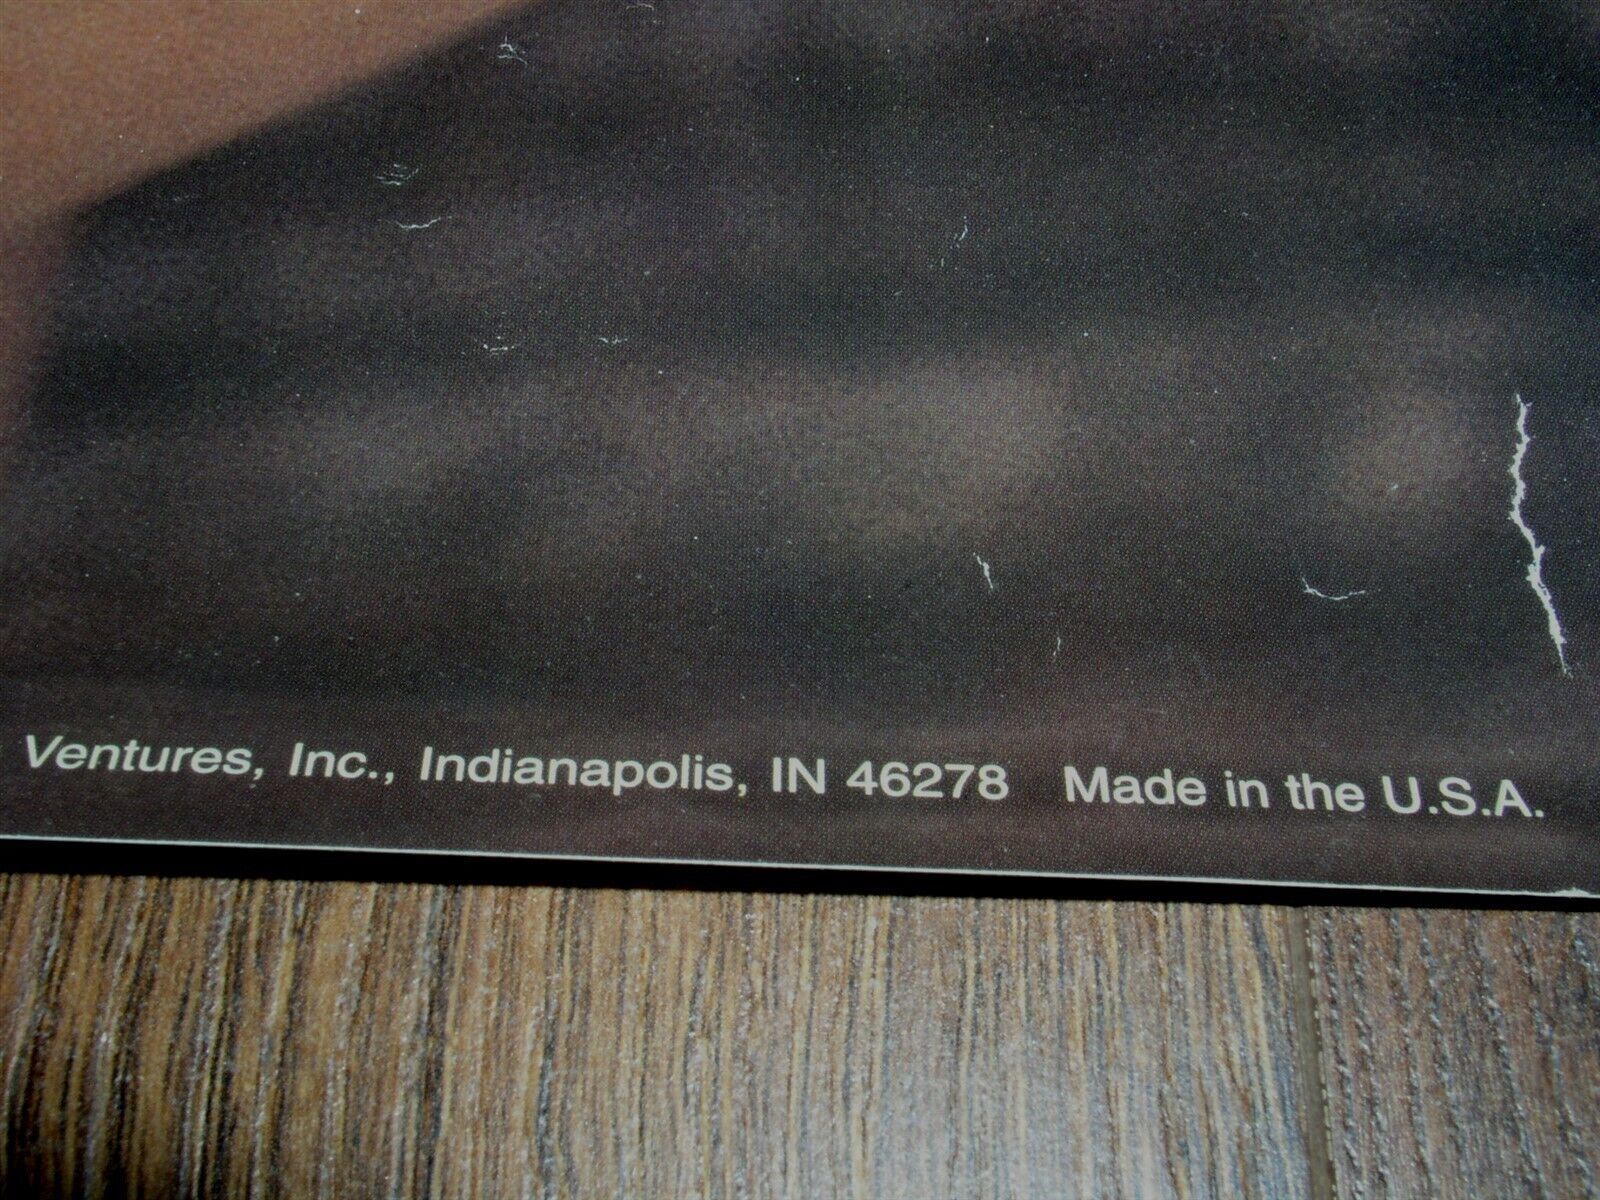 Ventures, Inc., Indianapolis, IN 46278 Made in the U.S.A.